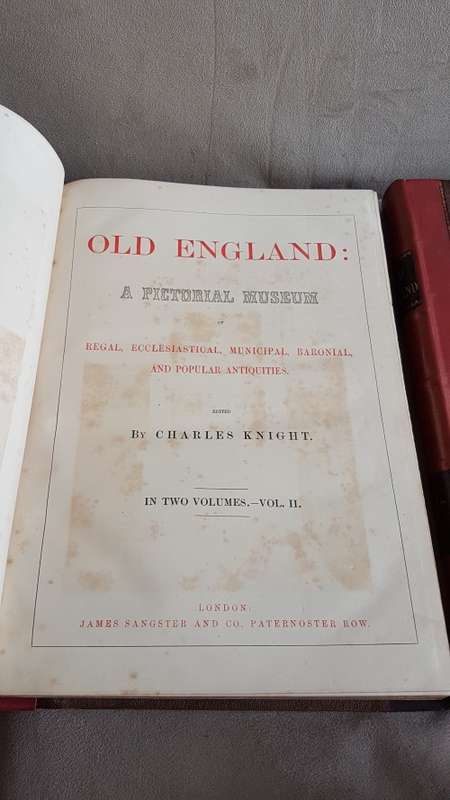 OLD ENGLAND:
A PICTORIAL MUSEUM
OF
REGAL, ECCLESIASTICAL, MUNICIPAL, BARONIAL,
AND POPULAR ANTIQUITIES.
EDITED
BY CHARLES KNIGHT.
IN TWO VOLUMES.—VOL. II.
LONDON:
JAMES SANGSTER AND CO., PATERNOSTER ROW.